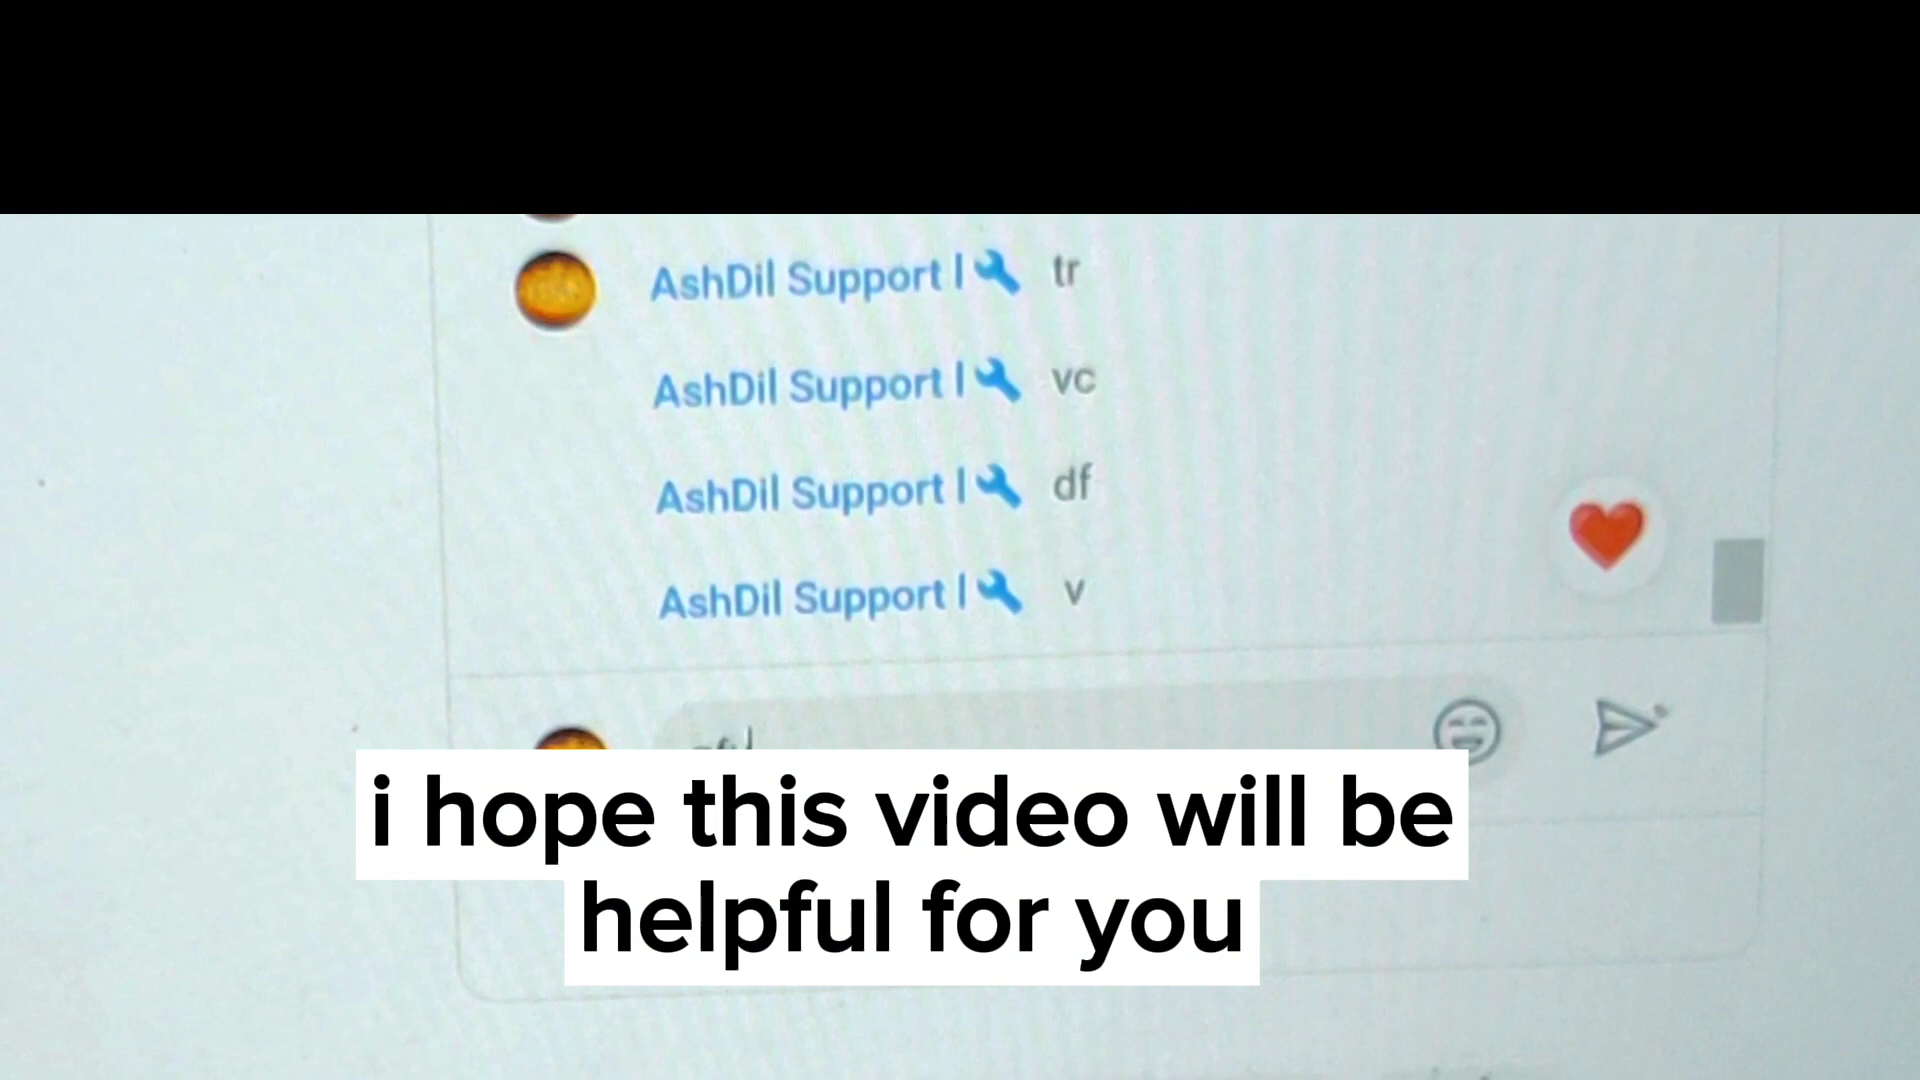 AshDil Support | tr
AshDil Support | vc
AshDil Support | df
AshDil Support | v
i hope this video will be
helpful for you